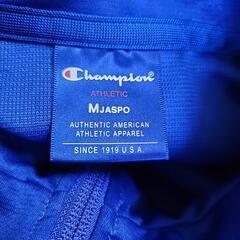 Champion
ATHLETIC
MJASPO
AUTHENTIC AMERICAN
ATHLETIC APPAREL
SINCE 1919 U.S.A.